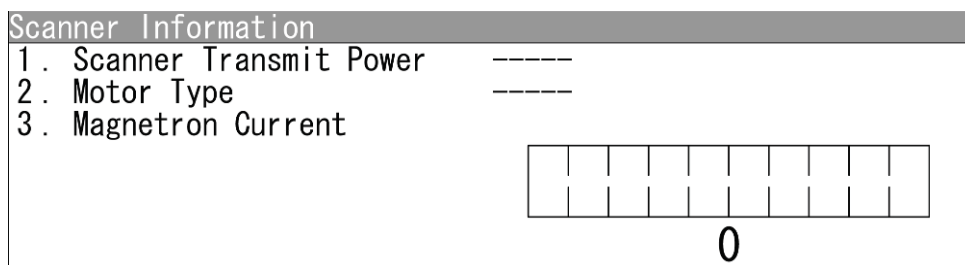 Scanner Information
1. Scanner Transmit Power -----
2. Motor Type -----
3. Magnetron Current
0